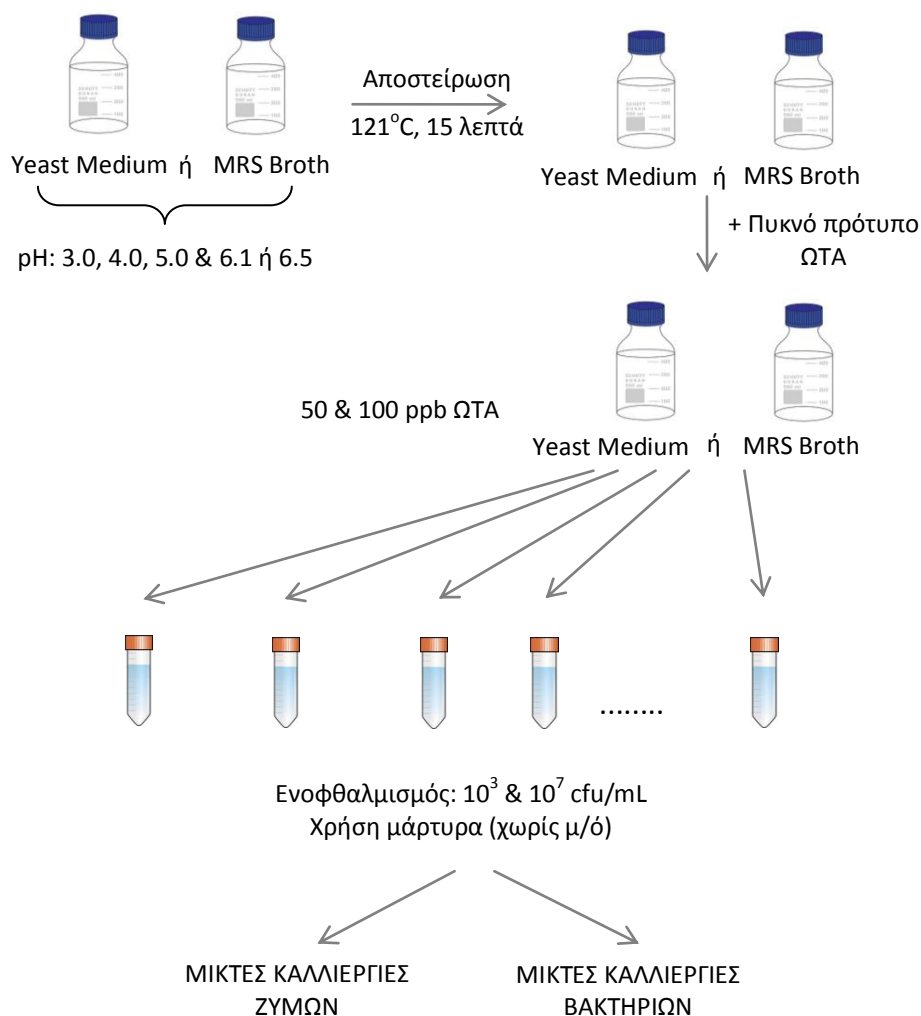 Αποστείρωση
121°C, 15 λεπτά
Yeast Medium ή MRS Broth
Yeast Medium ή MRS Broth
pH: 3.0, 4.0, 5.0 & 6.1 ή 6.5
+ Πυκνό πρότυπο
ΩΤΑ
50 & 100 ppb ΩΤΑ
Yeast Medium ή MRS Broth
........
Ενοφθαλμισμός: 10³ & 10⁷ cfu/mL
Χρήση μάρτυρα (χωρίς μ/ό)
ΜΙΚΤΕΣ ΚΑΛΛΙΕΡΓΙΕΣ
ΖΥΜΩΝ
ΜΙΚΤΕΣ ΚΑΛΛΙΕΡΓΙΕΣ
ΒΑΚΤΗΡΙΩΝ